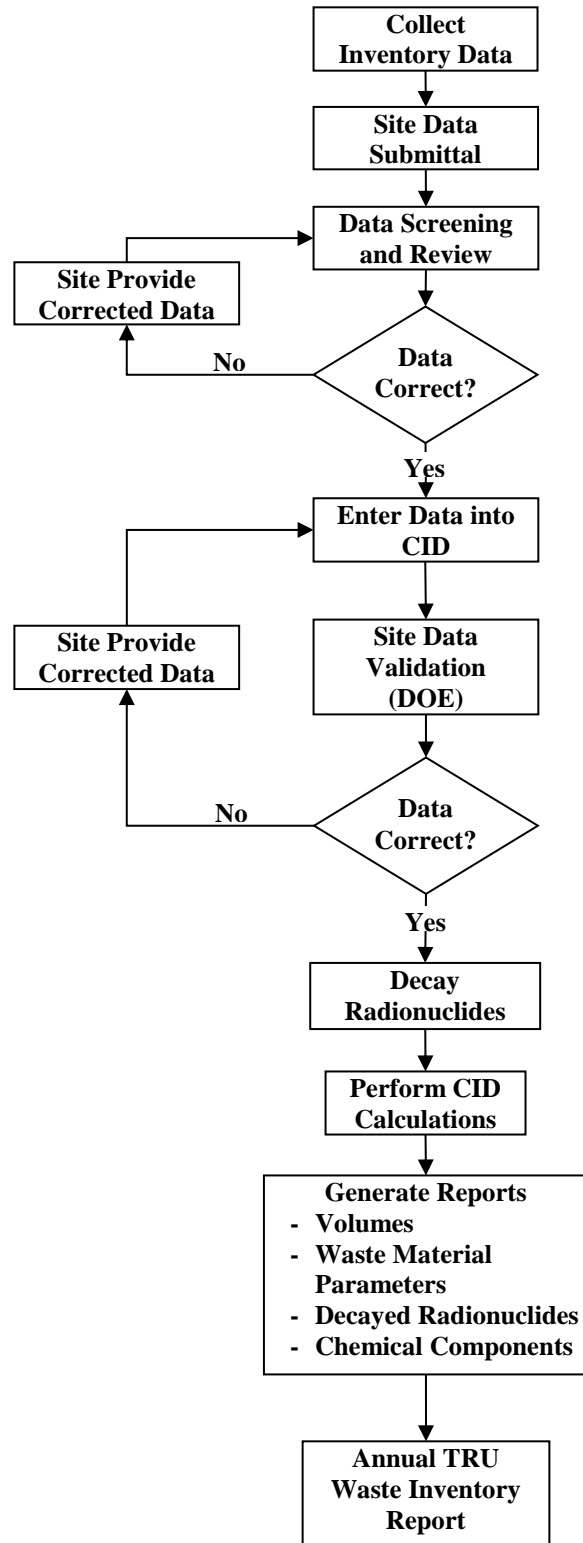 Collect
Inventory Data
Site Data
Submittal
Data Screening
and Review
Site Provide
Corrected Data
No
Data
Correct?
Yes
Enter Data into
CID
Site Provide
Corrected Data
Site Data
Validation
(DOE)
No
Data
Correct?
Yes
Decay
Radionuclides
Perform CID
Calculations
Generate Reports
- Volumes
- Waste Material
Parameters
- Decayed Radionuclides
- Chemical Components
Annual TRU
Waste Inventory
Report